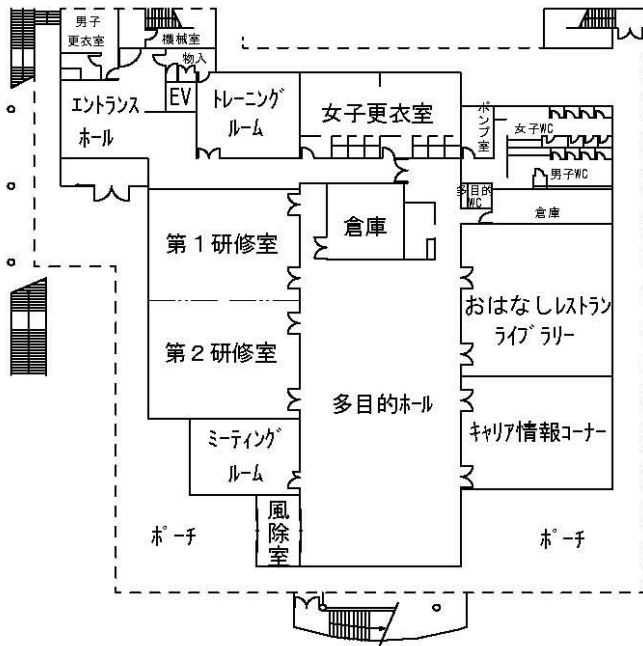 男子
更衣室
機械室
物入
EV
エントランス
ホール
トレーニング
ルーム
女子更衣室
ポンプ室
女子WC
男子WC
多目的
WC
倉庫
倉庫
第1研修室
第2研修室
おはなしレストラン
ライブラリー
多目的ホール
キャリア情報コーナー
ミーティング
ルーム
風除室
ポーチ
ポーチ